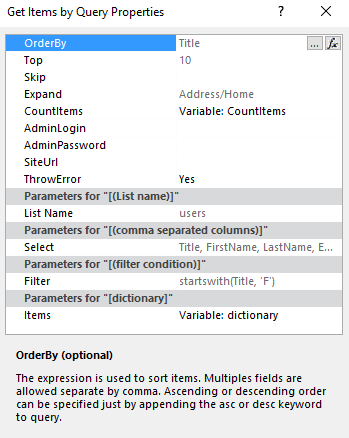 Get Items by Query Properties ? ×
OrderBy Title ... fx
Top 10
Skip
Expand Address/Home
CountItems Variable: CountItems
AdminLogin
AdminPassword
SiteUrl
ThrowError Yes
Parameters for "[(List name)]"
List Name users
Parameters for "[(comma separated columns)]"
Select Title, FirstName, LastName, E...
Parameters for "[(filter condition)]"
Filter startswith(Title, 'F')
Parameters for "[dictionary]"
Items Variable: dictionary
OrderBy (optional)
The expression is used to sort items. Multiples fields are
allowed separate by comma. Ascending or descending order
can be specified just by appending the asc or desc keyword
to query.